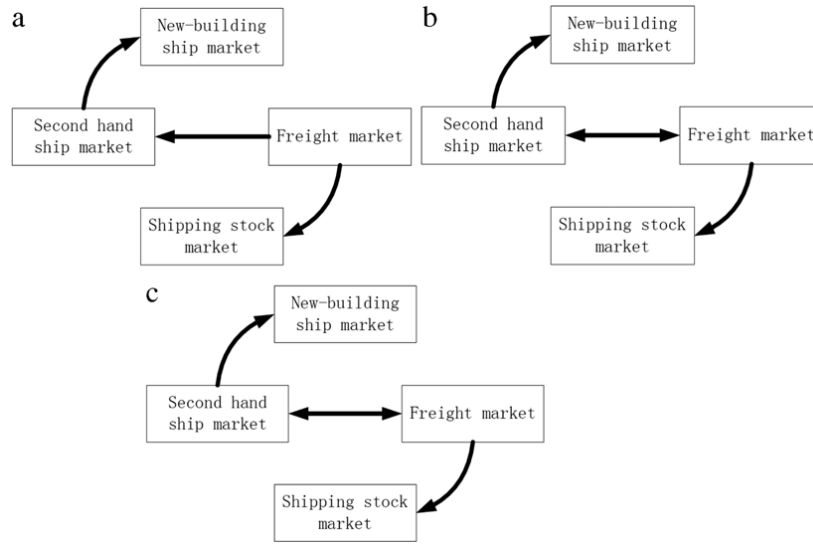 a
New-building
ship market
Second hand
ship market
Freight market
Shipping stock
market
b
New-building
ship market
Second hand
ship market
Freight market
Shipping stock
market
c
New-building
ship market
Second hand
ship market
Freight market
Shipping stock
market